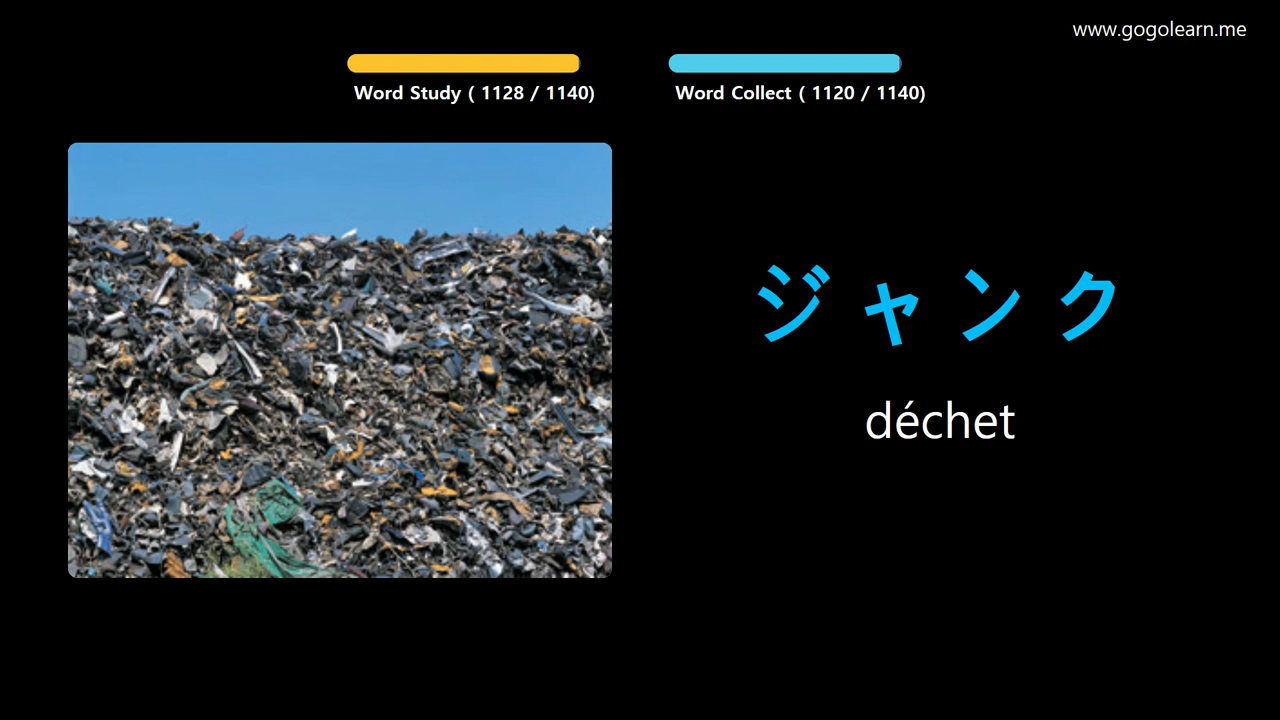 www.gogolearn.me
Word Study ( 1128 / 1140)
Word Collect ( 1120 / 1140)
ジャンク
déchet